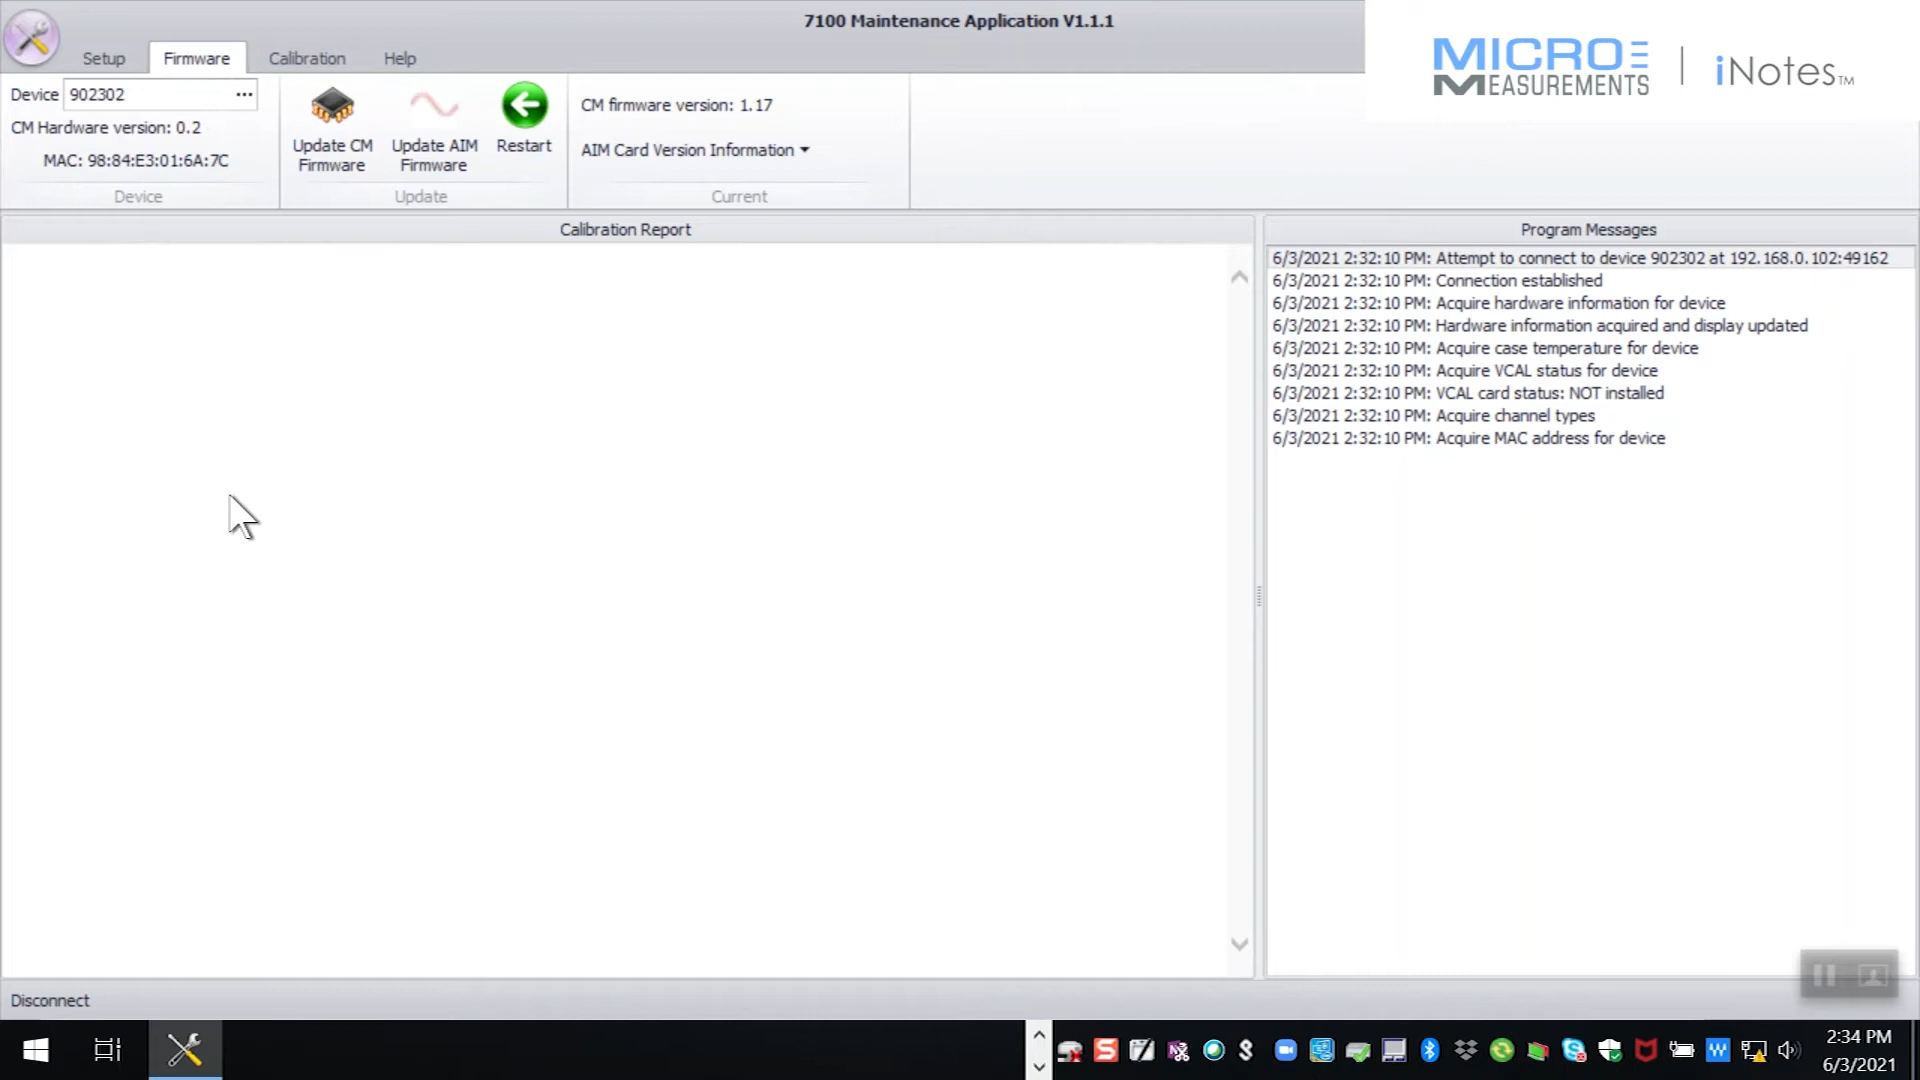 7100 Maintenance Application V1.1.1
MICRO
MEASUREMENTS
iNotes™
Setup
Firmware
Calibration
Help
Device 902302 ...
CM Hardware version: 0.2
MAC: 98:84:E3:01:6A:7C
Device
Update CM
Firmware
Update AIM
Firmware
Restart
Update
CM firmware version: 1.17
AIM Card Version Information
Current
Calibration Report
Program Messages
6/3/2021 2:32:10 PM: Attempt to connect to device 902302 at 192.168.0.102:49162
6/3/2021 2:32:10 PM: Connection established
6/3/2021 2:32:10 PM: Acquire hardware information for device
6/3/2021 2:32:10 PM: Hardware information acquired and display updated
6/3/2021 2:32:10 PM: Acquire case temperature for device
6/3/2021 2:32:10 PM: Acquire VCAL status for device
6/3/2021 2:32:10 PM: VCAL card status: NOT installed
6/3/2021 2:32:10 PM: Acquire channel types
6/3/2021 2:32:10 PM: Acquire MAC address for device
Disconnect
2:34 PM
6/3/2021